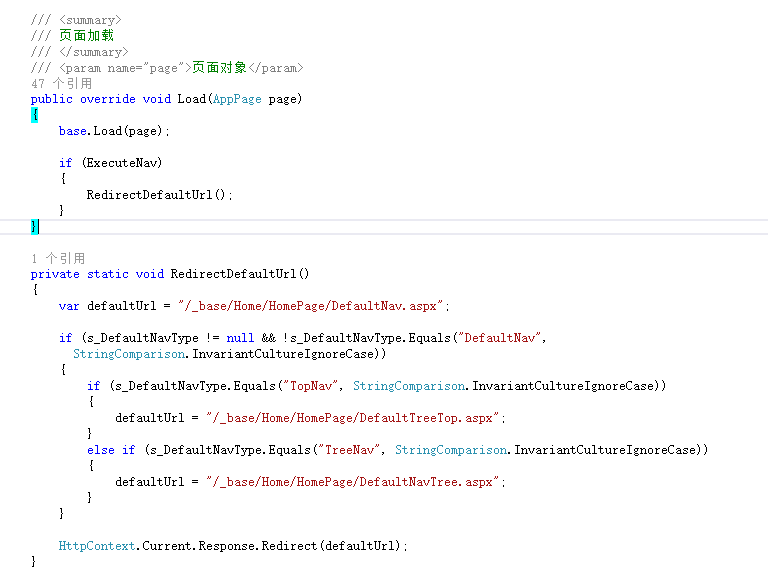 /// <summary>
/// 页面加载
/// </summary>
/// <param name="page">页面对象</param>
47 个引用
public override void Load(AppPage page)
{
    base.Load(page);

    if (ExecuteNav)
    {
        RedirectDefaultUrl();
    }
}

1 个引用
private static void RedirectDefaultUrl()
{
    var defaultUrl = "/_base/Home/HomePage/DefaultNav.aspx";

    if (s_DefaultNavType != null && !s_DefaultNavType.Equals("DefaultNav",
      StringComparison.InvariantCultureIgnoreCase))
    {
        if (s_DefaultNavType.Equals("TopNav", StringComparison.InvariantCultureIgnoreCase))
        {
            defaultUrl = "/_base/Home/HomePage/DefaultTreeTop.aspx";
        }
        else if (s_DefaultNavType.Equals("TreeNav", StringComparison.InvariantCultureIgnoreCase))
        {
            defaultUrl = "/_base/Home/HomePage/DefaultNavTree.aspx";
        }
    }

    HttpContext.Current.Response.Redirect(defaultUrl);
}